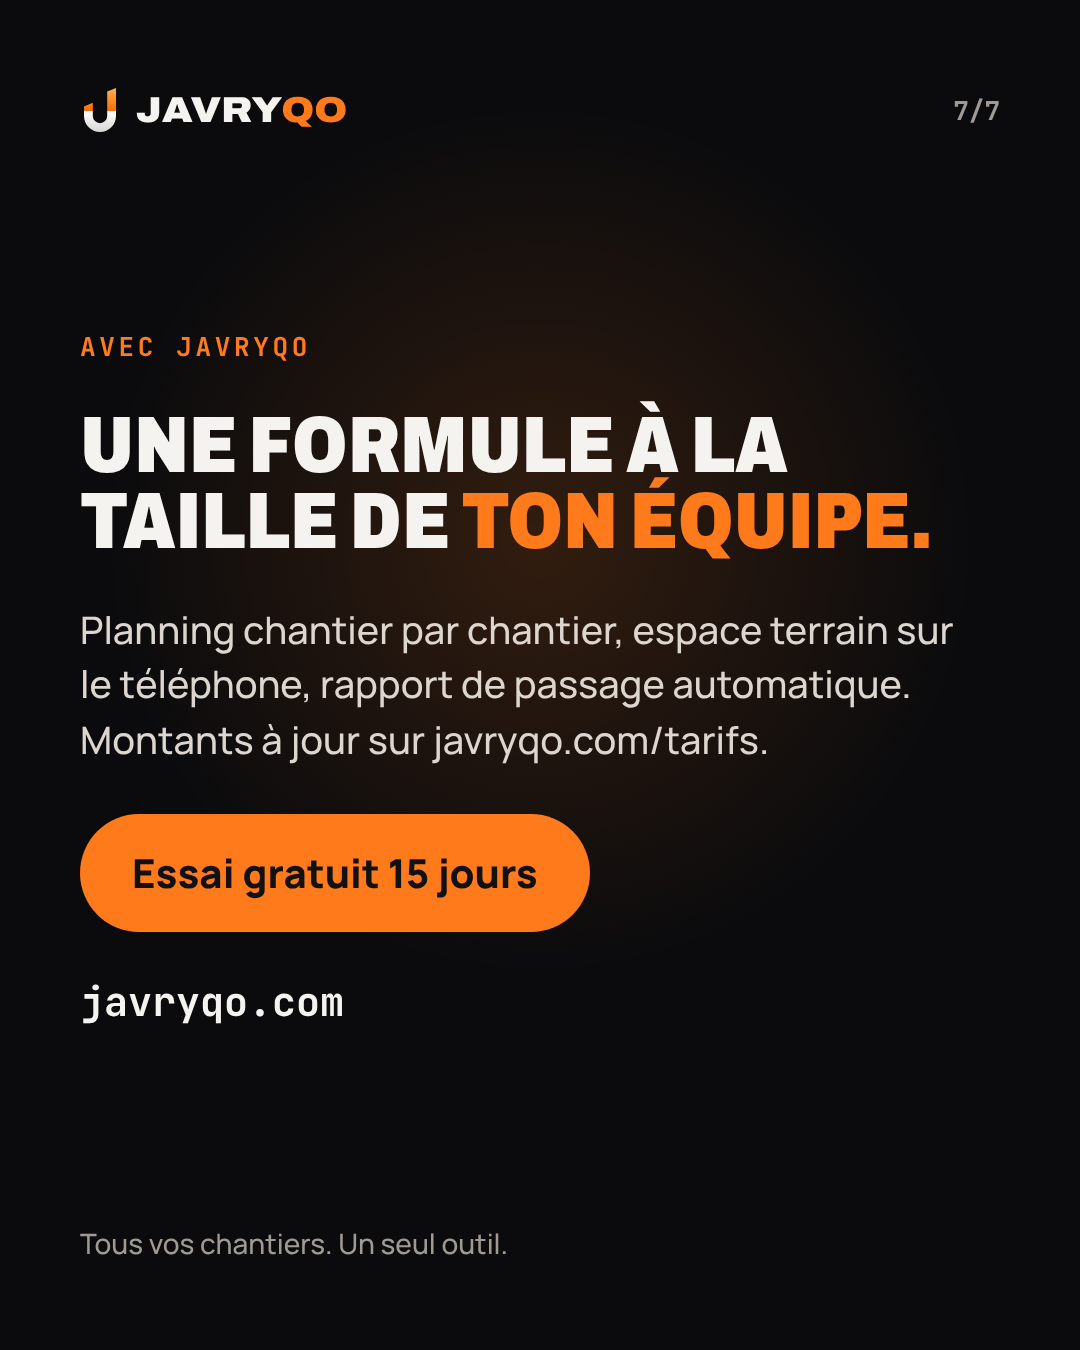 JAVRYQO
7/7
AVEC JAVRYQO
UNE FORMULE À LA
TAILLE DE TON ÉQUIPE.
Planning chantier par chantier, espace terrain sur
le téléphone, rapport de passage automatique.
Montants à jour sur javryqo.com/tarifs.
Essai gratuit 15 jours
javryqo.com
Tous vos chantiers. Un seul outil.